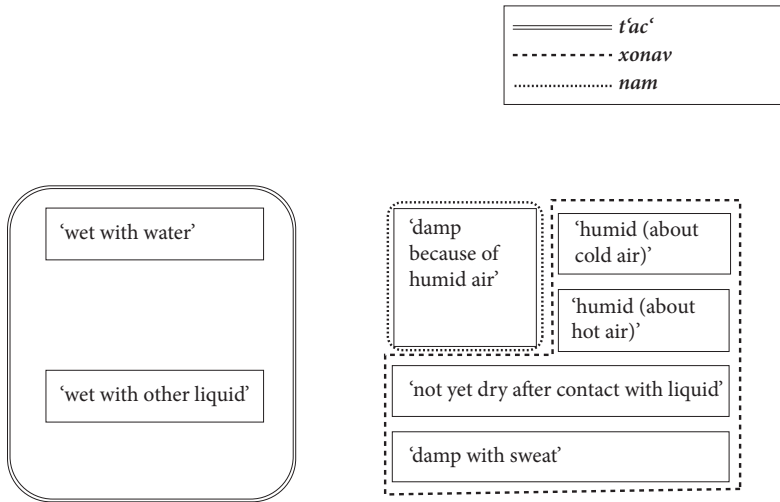 t‘ac‘
xonav
nam
‘wet with water’
‘wet with other liquid’
‘damp
because of
humid air’
‘humid (about
cold air)’
‘humid (about
hot air)’
‘not yet dry after contact with liquid’
‘damp with sweat’